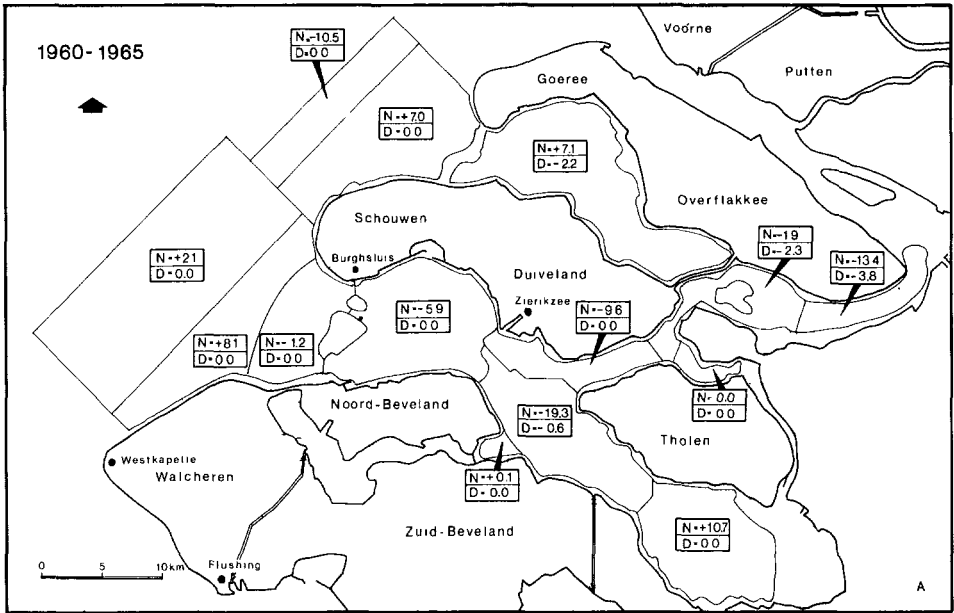 1960-1965
N=-10.5
D=0 0
Voorne
Putten
Goeree
N=+7.0
D=0 0
N=+7.1
D=-2.2
Overflakkee
Schouwen
N=-1 9
D=-2.3
N=-13 4
D=-3.8
N=+21
D=0.0
Burghsluis
Duiveland
Zierikzee
N=-5 9
D=0 0
N=-9 6
D=0 0
N=+8 1
D=0 0
N=-1.2
D=0 0
N=0.0
D=0 0
Noord-Beveland
N=-19,3
D=-0.6
Tholen
Westkapelle
Walcheren
N=+0.1
D=0.0
Zuid-Beveland
N=+10,7
D=0 0
Flushing
0 5 10km
A